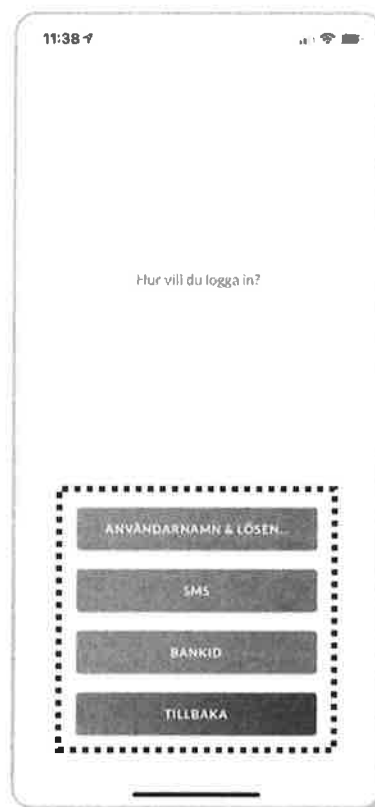 11:38
Hur vill du logga in?
ANVÄNDARNAMN & LÖSEN...
SMS
BANKID
TILLBAKA